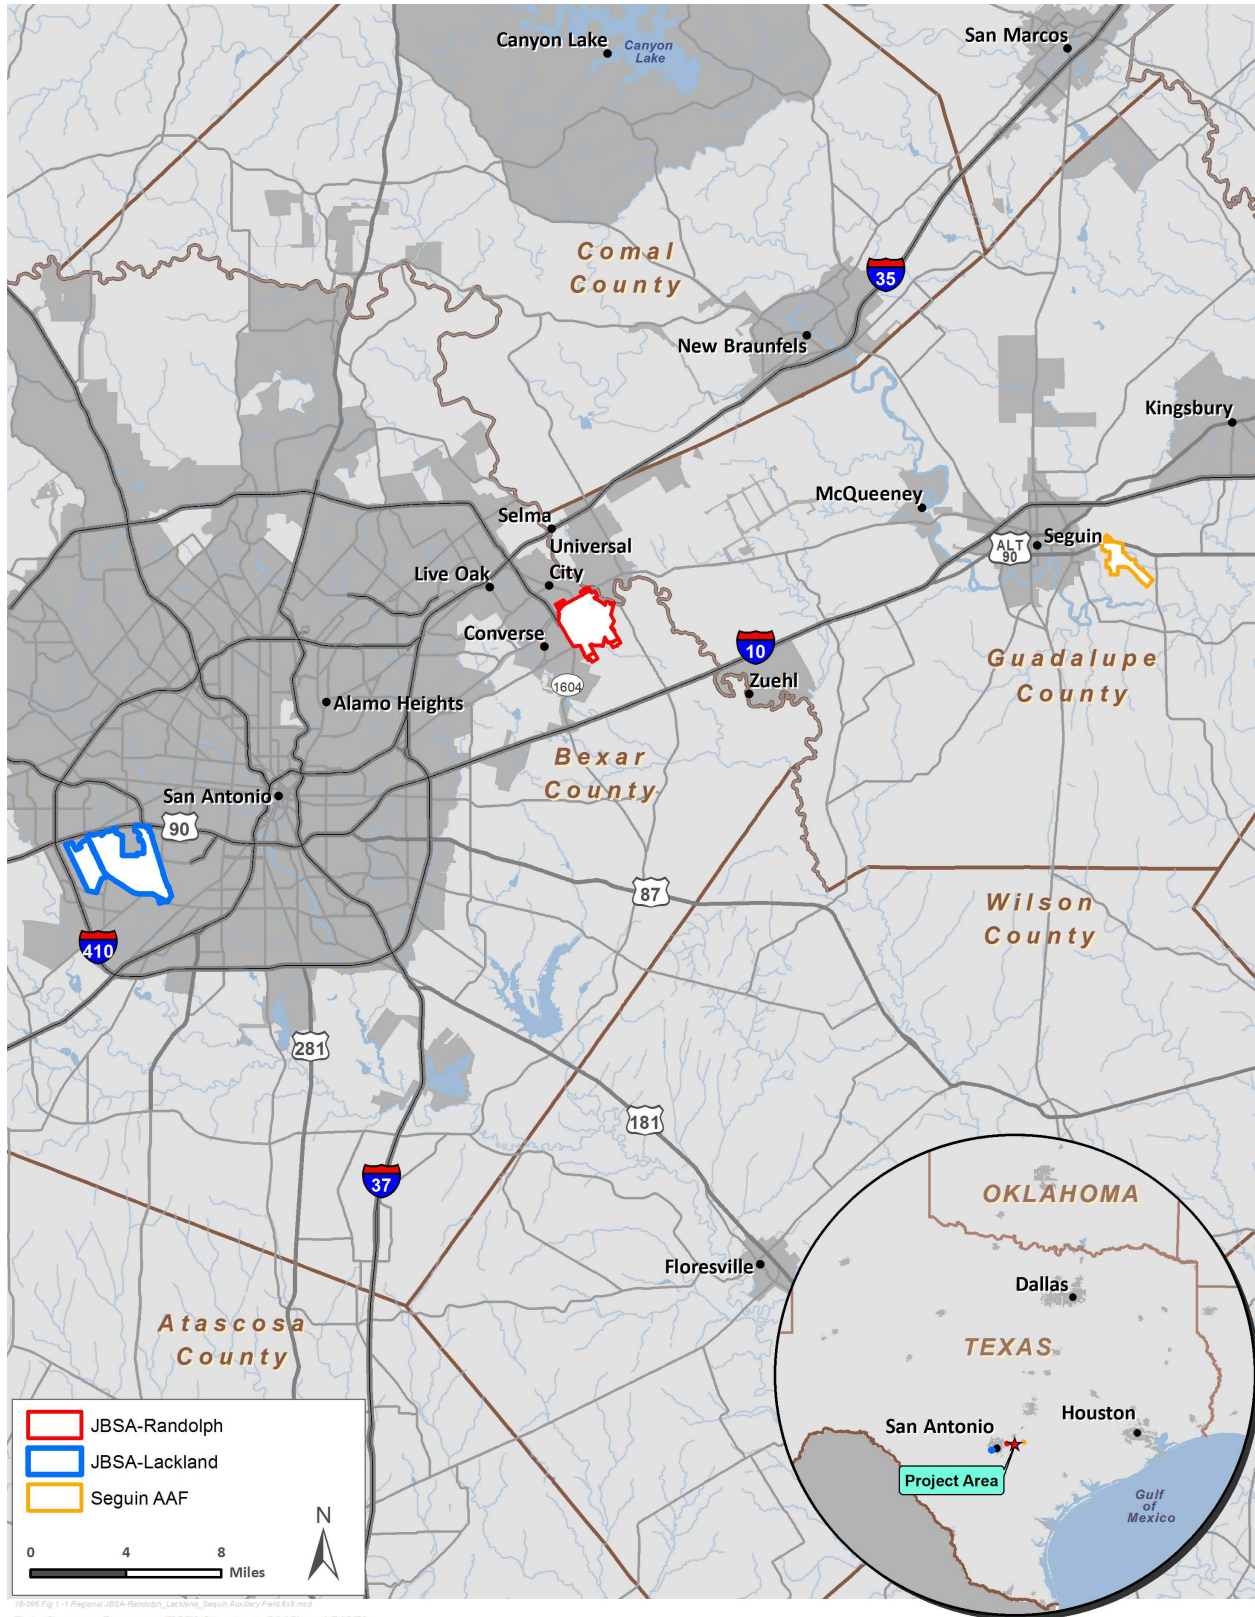 Canyon Lake
Canyon
Lake
San Marcos
Comal
County
35
New Braunfels
Kingsbury
McQueeney
Selma
Universal
City
ALT
90
Seguin
Live Oak
Converse
10
Guadalupe
County
1604
Zuehl
Alamo Heights
Bexar
County
San Antonio
90
87
Wilson
County
410
281
181
37
OKLAHOMA
Floresville
Dallas
Atascosa
County
TEXAS
San Antonio
Houston
Project Area
Gulf
of
Mexico
JBSA-Randolph
JBSA-Lackland
Seguin AAF
N
0 4 8
Miles